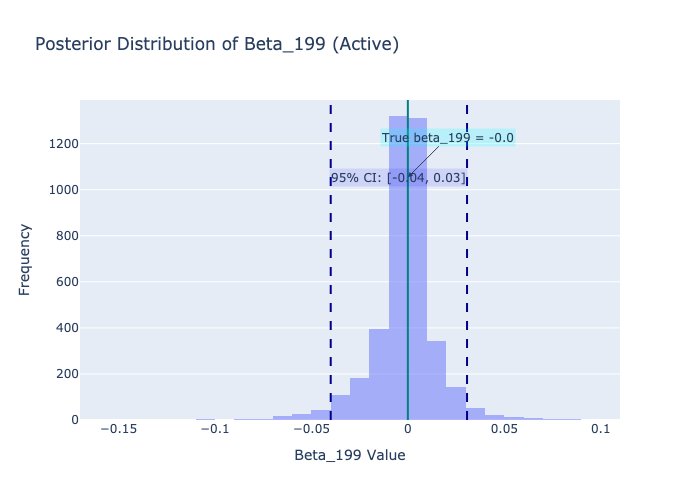 Posterior Distribution of Beta_199 (Active)
True beta_199 = -0.0
95% CI: [-0.04, 0.03]
Frequency
1200
1000
800
600
400
200
0
−0.15
−0.1
−0.05
0
0.05
0.1
Beta_199 Value